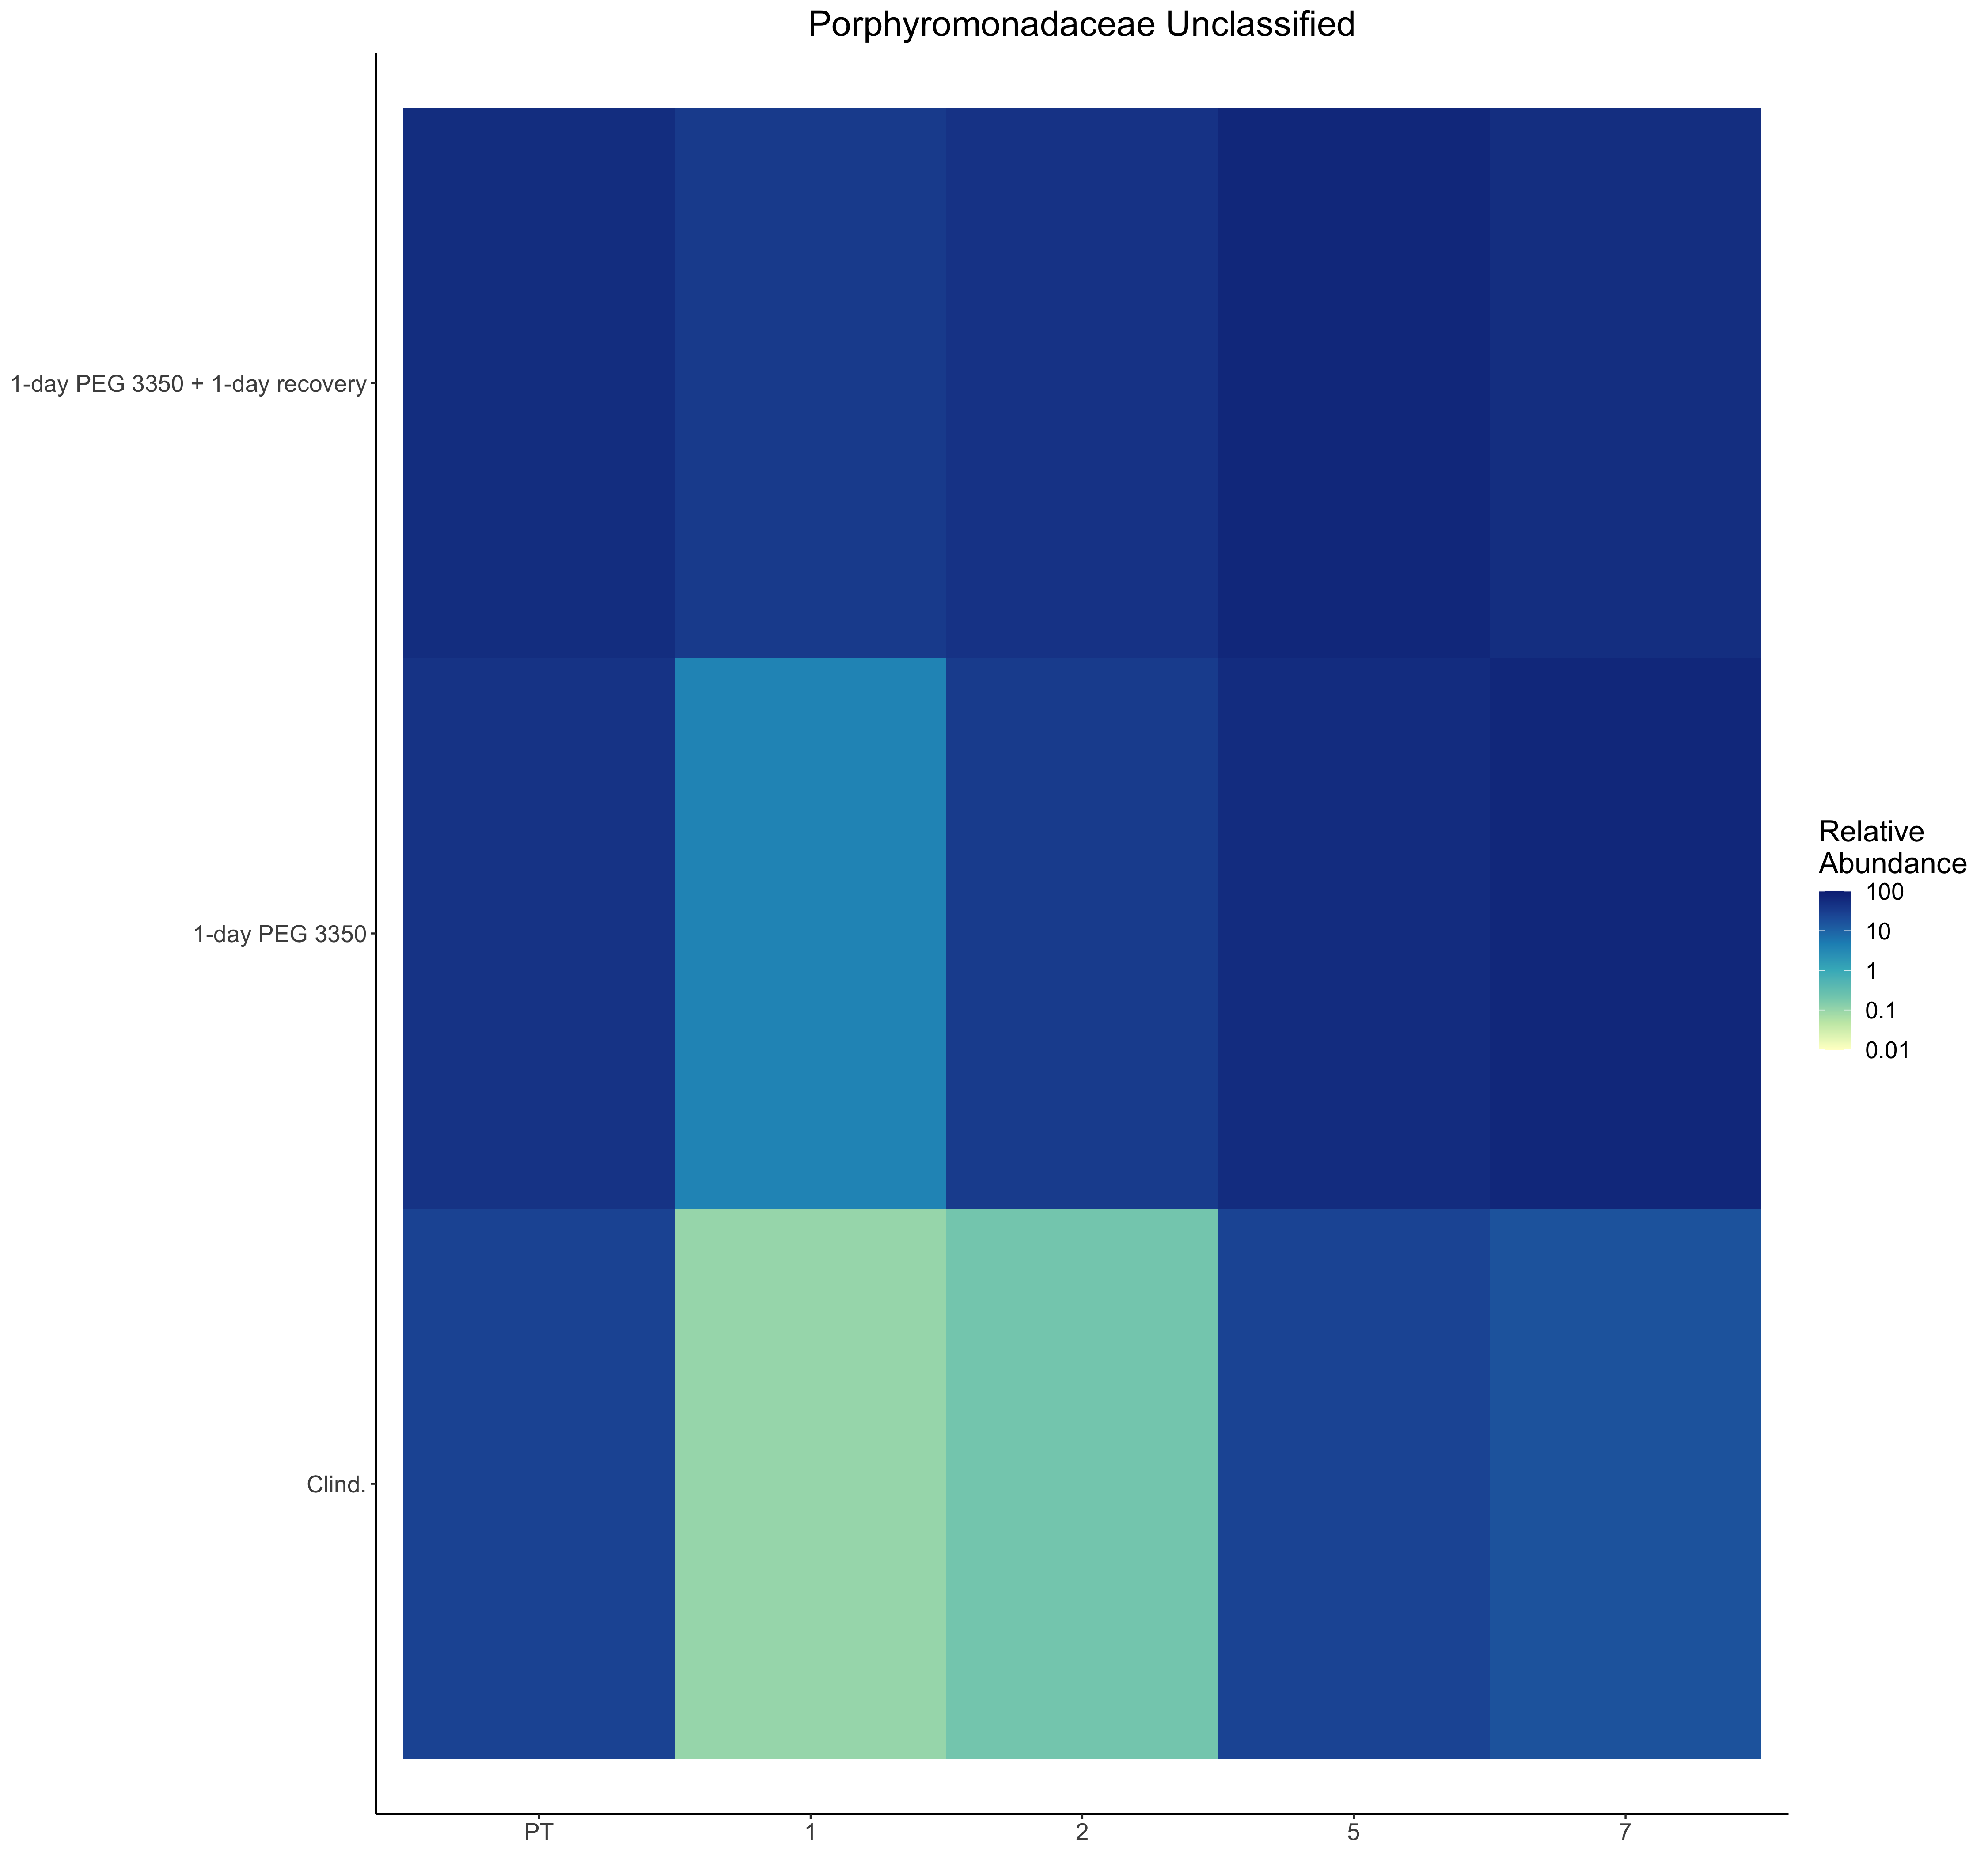 Porphyromonadaceae Unclassified
1-day PEG 3350 + 1-day recovery
1-day PEG 3350
Clind.
PT 1 2 5 7
Relative
Abundance
100
10
1
0.1
0.01